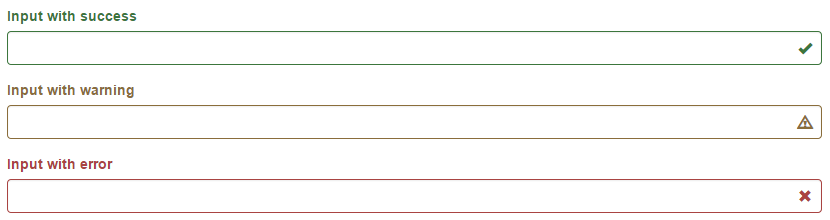 Input with success
Input with warning
Input with error